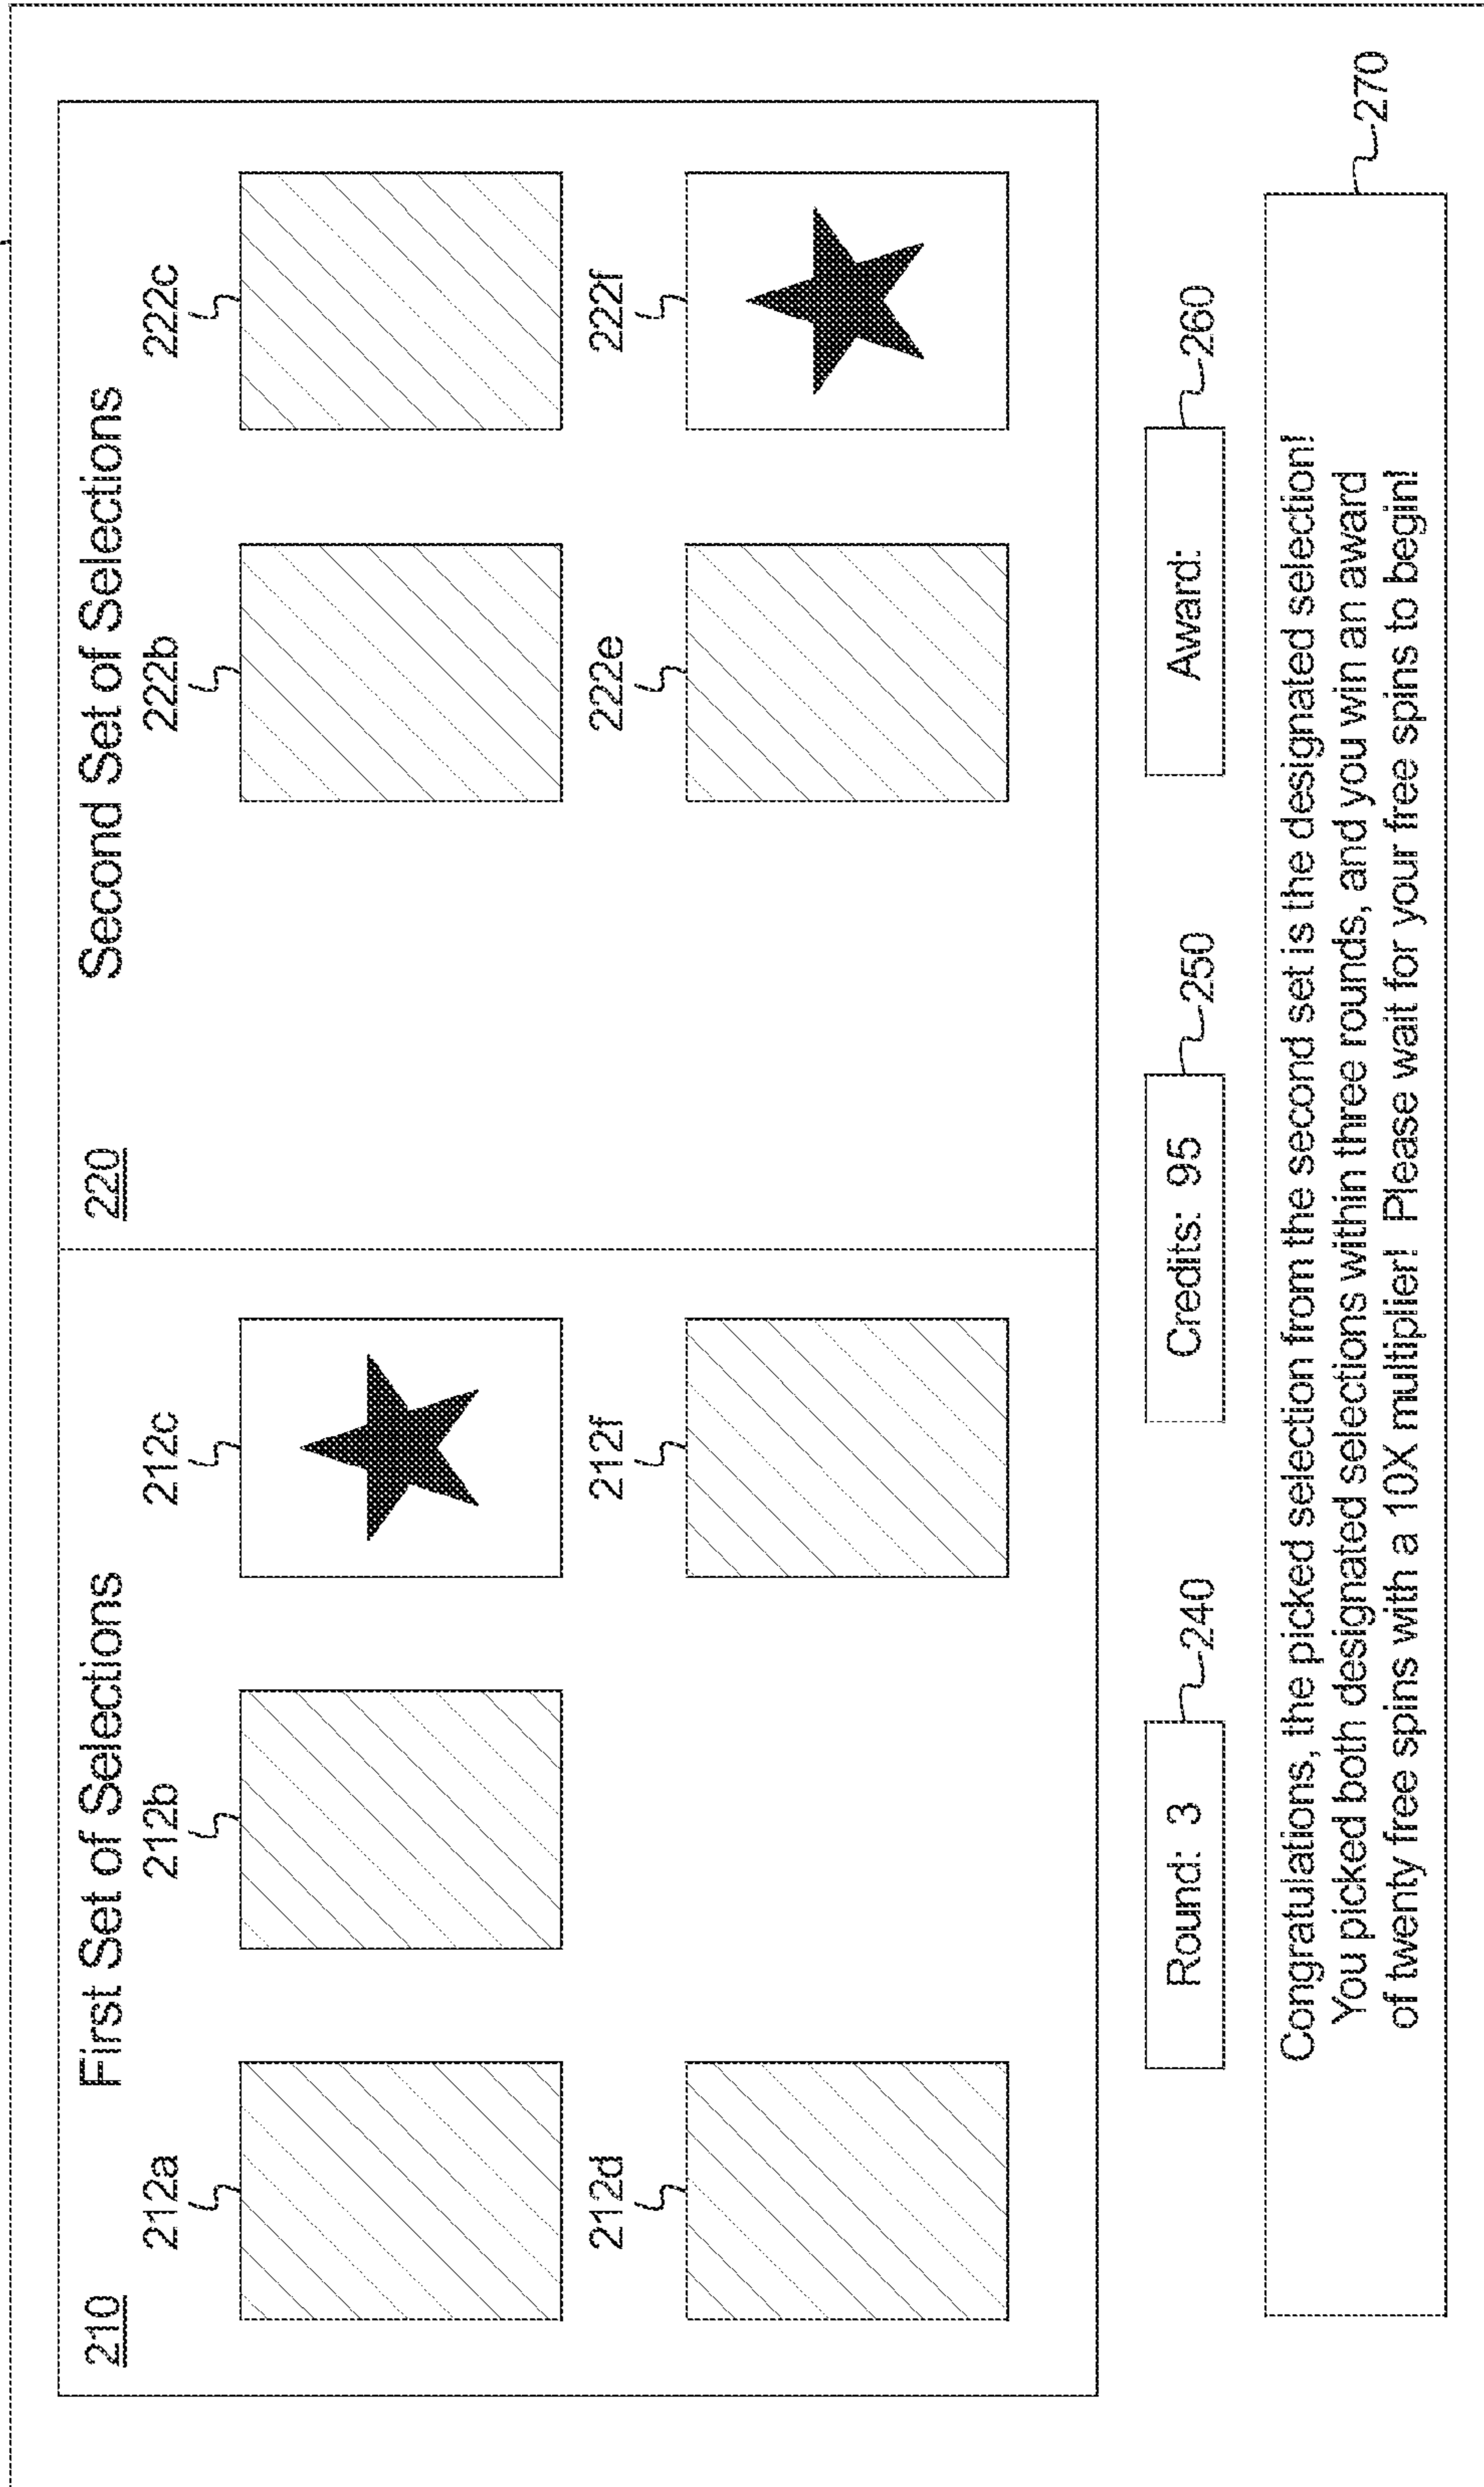 210
First Set of Selections
220
Second Set of Selections
212a
212b
212c
222b
222c
212d
212f
222e
222f
Round: 3
240
Credits: 95
250
Award:
260
Congratulations, the picked selection from the second set is the designated selection!
You picked both designated selections within three rounds, and you win an award
of twenty free spins with a 10X multiplier! Please wait for your free spins to begin!
270